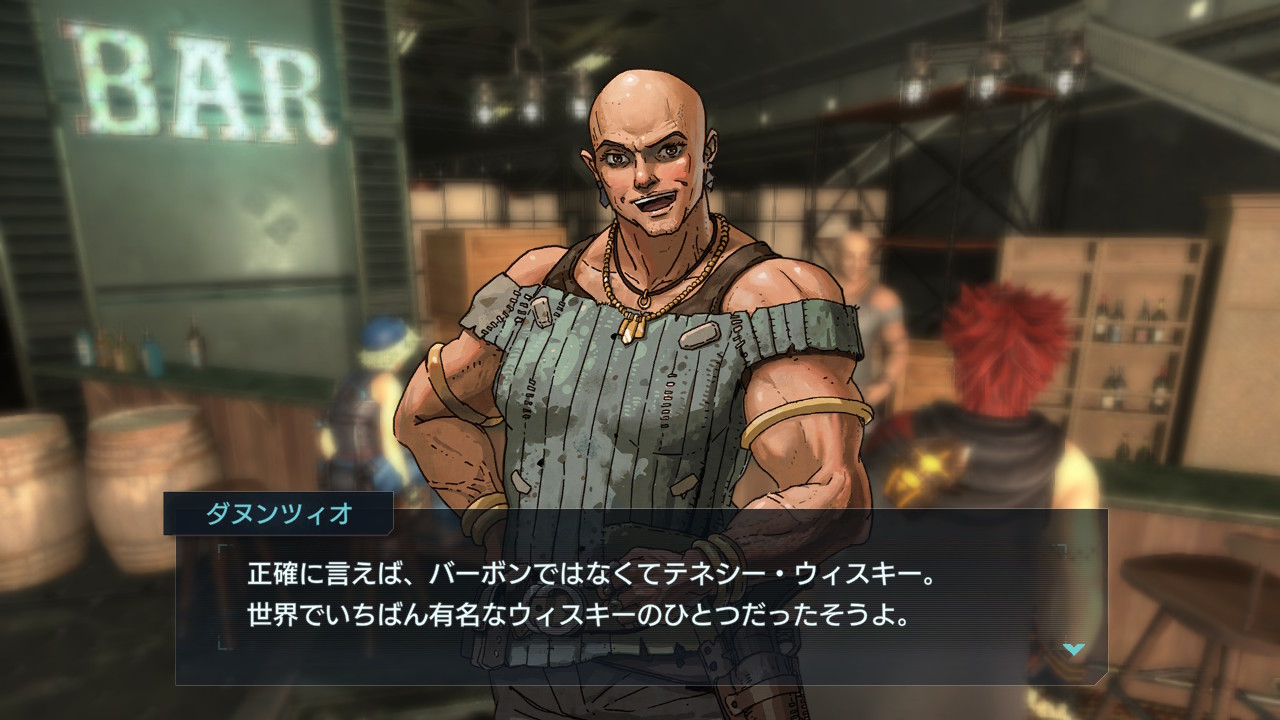 BAR
ダヌンツィオ
正確に言えば、バーボンではなくてテネシー・ウィスキー。
世界でいちばん有名なウィスキーのひとつだったそうよ。